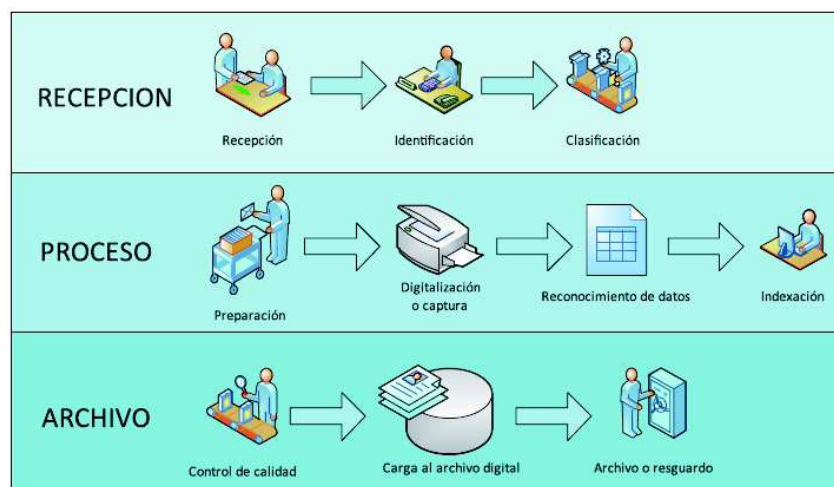 RECEPCION
Recepción
Identificación
Clasificación
PROCESO
Preparación
Digitalización
o captura
Reconocimiento de datos
Indexación
ARCHIVO
Control de calidad
Carga al archivo digital
Archivo o resguardo